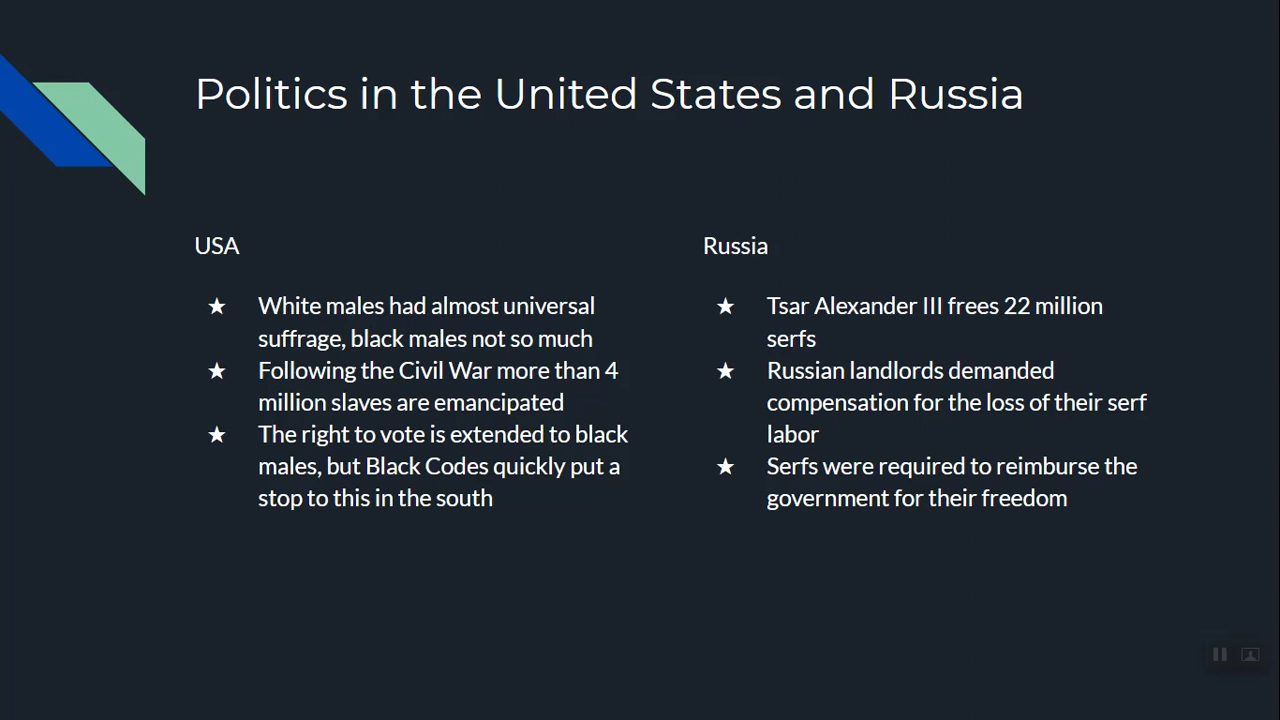 Politics in the United States and Russia
USA
★ White males had almost universal
suffrage, black males not so much
★ Following the Civil War more than 4
million slaves are emancipated
★ The right to vote is extended to black
males, but Black Codes quickly put a
stop to this in the south
Russia
★ Tsar Alexander III frees 22 million
serfs
★ Russian landlords demanded
compensation for the loss of their serf
labor
★ Serfs were required to reimburse the
government for their freedom